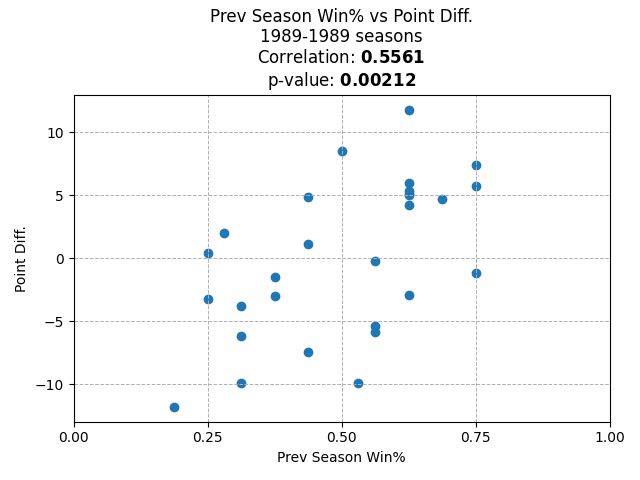 Prev Season Win% vs Point Diff.
1989-1989 seasons
Correlation: 0.5561
p-value: 0.00212
10
5
0
−5
−10
Point Diff.
0.00 0.25 0.50 0.75 1.00
Prev Season Win%